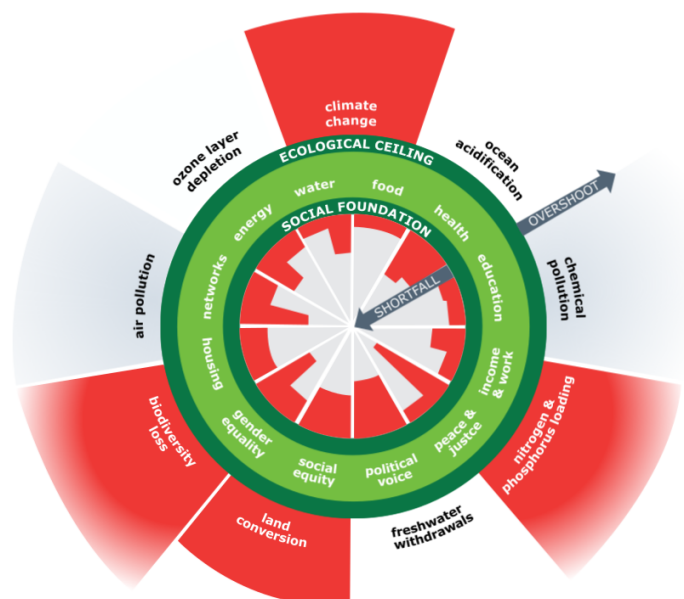 climate
change
ECOLOGICAL CEILING
ozone layer
depletion
ocean
acidification
OVERSHOOT
water
food
energy
health
SOCIAL FOUNDATION
SHORTFALL
networks
education
air pollution
chemical
pollution
housing
income
& work
gender
equality
peace &
justce
social
equity
political
voice
biodiversity
loss
nitrogen &
phosphorus loading
land
conversion
freshwater
withdrawals